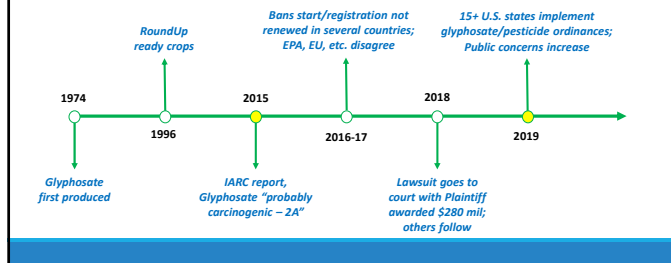 RoundUp
ready crops
Bans start/registration not
renewed in several countries;
EPA, EU, etc. disagree
15+ U.S. states implement
glyphosate/pesticide ordinances;
Public concerns increase
1974
1996
2015
2016-17
2018
2019
Glyphosate
first produced
IARC report,
Glyphosate “probably
carcinogenic – 2A”
Lawsuit goes to
court with Plaintiff
awarded $280 mil;
others follow